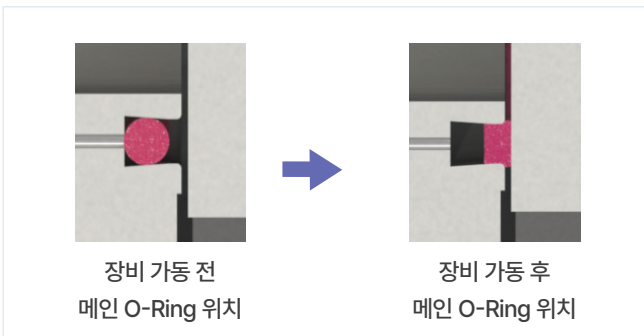 장비 가동 전
메인 O-Ring 위치
장비 가동 후
메인 O-Ring 위치